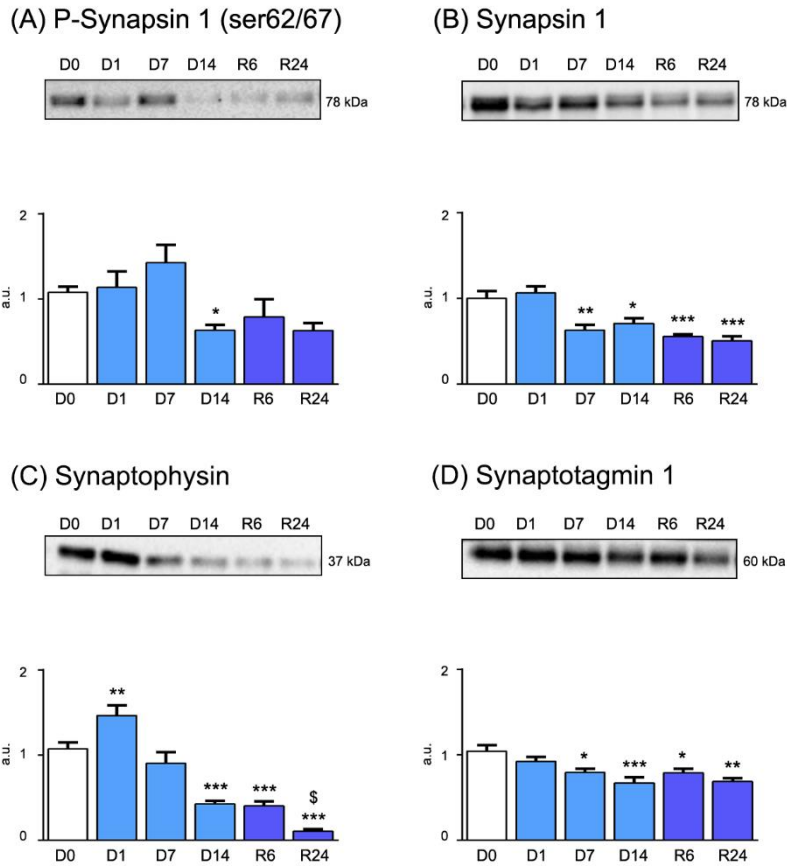 (A) P-Synapsin 1 (ser62/67)
D0 D1 D7 D14 R6 R24
78 kDa
2
1
0
a.u.
*
D0 D1 D7 D14 R6 R24
(B) Synapsin 1
D0 D1 D7 D14 R6 R24
78 kDa
2
1
0
a.u.
** * *** ***
D0 D1 D7 D14 R6 R24
(C) Synaptophysin
D0 D1 D7 D14 R6 R24
37 kDa
2
1
0
a.u.
**
*** *** $
***
D0 D1 D7 D14 R6 R24
(D) Synaptotagmin 1
D0 D1 D7 D14 R6 R24
60 kDa
2
1
0
a.u.
* *** * **
D0 D1 D7 D14 R6 R24